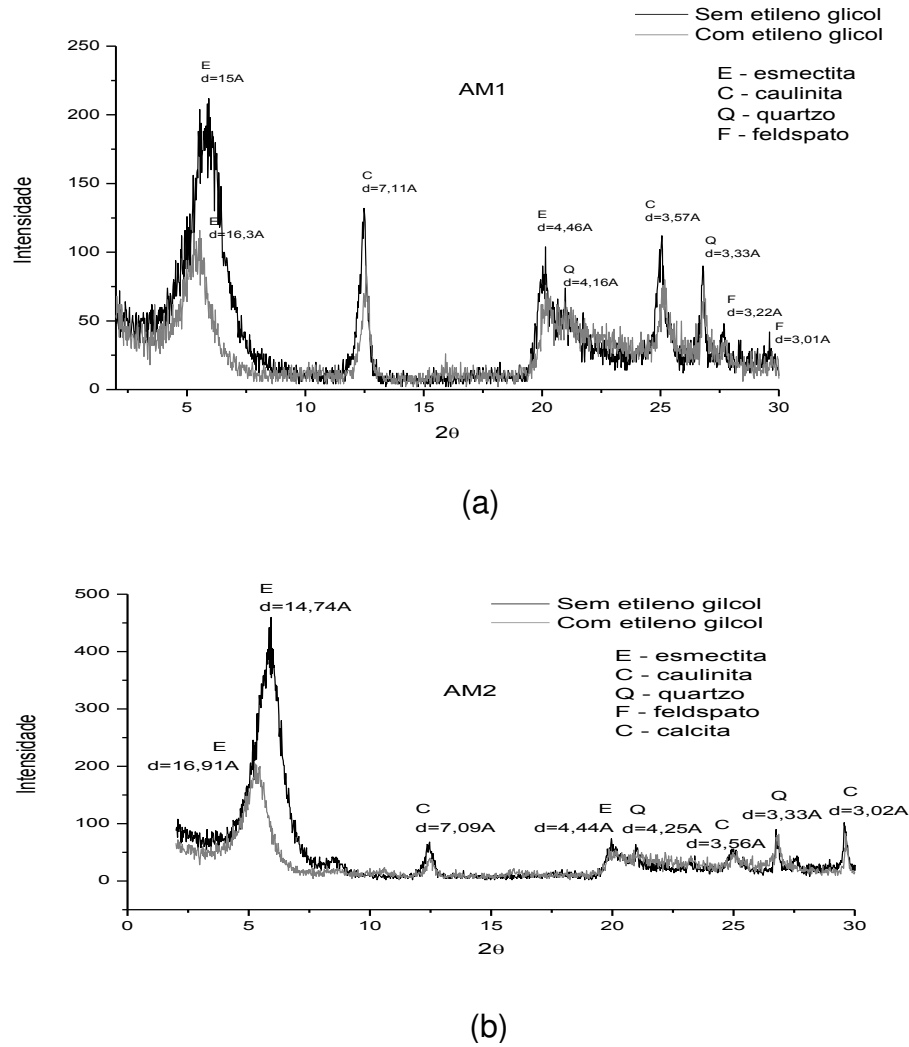 Sem etileno glicol
Com etileno glicol
E - esmectita
C - caulinita
Q - quartzo
F - feldspato
AM1
250
200
150
100
50
0
Intensidade
E
d=15A
E
d=16,3A
C
d=7,11A
E
d=4,46A
Q
d=4,16A
C
d=3,57A
Q
d=3,33A
F
d=3,22A
F
d=3,01A
5
10
15
20
25
30
2θ
(a)
Sem etileno gilcol
Com etileno gilcol
E - esmectita
C - caulinita
Q - quartzo
F - feldspato
C - calcita
AM2
500
400
300
200
100
0
Intensidade
E
d=14,74A
E
d=16,91A
C
d=7,09A
E
d=4,44A
Q
d=4,25A
C
d=3,56A
Q
d=3,33A
C
d=3,02A
0
5
10
15
20
25
30
2θ
(b)